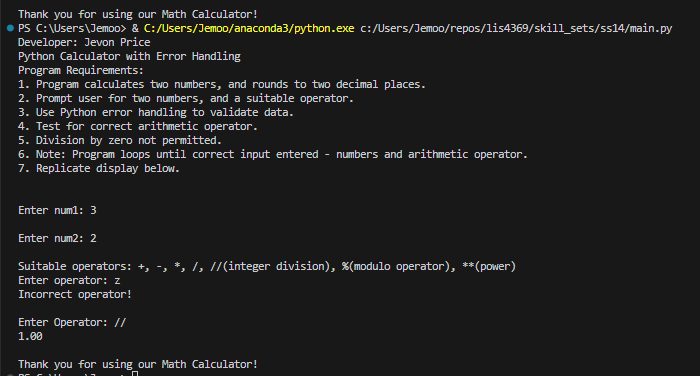 Thank you for using our Math Calculator!
PS C:\Users\Jemoo> & C:/Users/Jemoo/anaconda3/python.exe c:/Users/Jemoo/repos/lis4369/skill_sets/ss14/main.py
Developer: Jevon Price
Python Calculator with Error Handling
Program Requirements:
1. Program calculates two numbers, and rounds to two decimal places.
2. Prompt user for two numbers, and a suitable operator.
3. Use Python error handling to validate data.
4. Test for correct arithmetic operator.
5. Division by zero not permitted.
6. Note: Program loops until correct input entered - numbers and arithmetic operator.
7. Replicate display below.
Enter num1: 3
Enter num2: 2
Suitable operators: +, -, *, /, //(integer division), %(modulo operator), **(power)
Enter operator: z
Incorrect operator!
Enter Operator: //
1.00
Thank you for using our Math Calculator!
PS C:\Users\Jemoo>